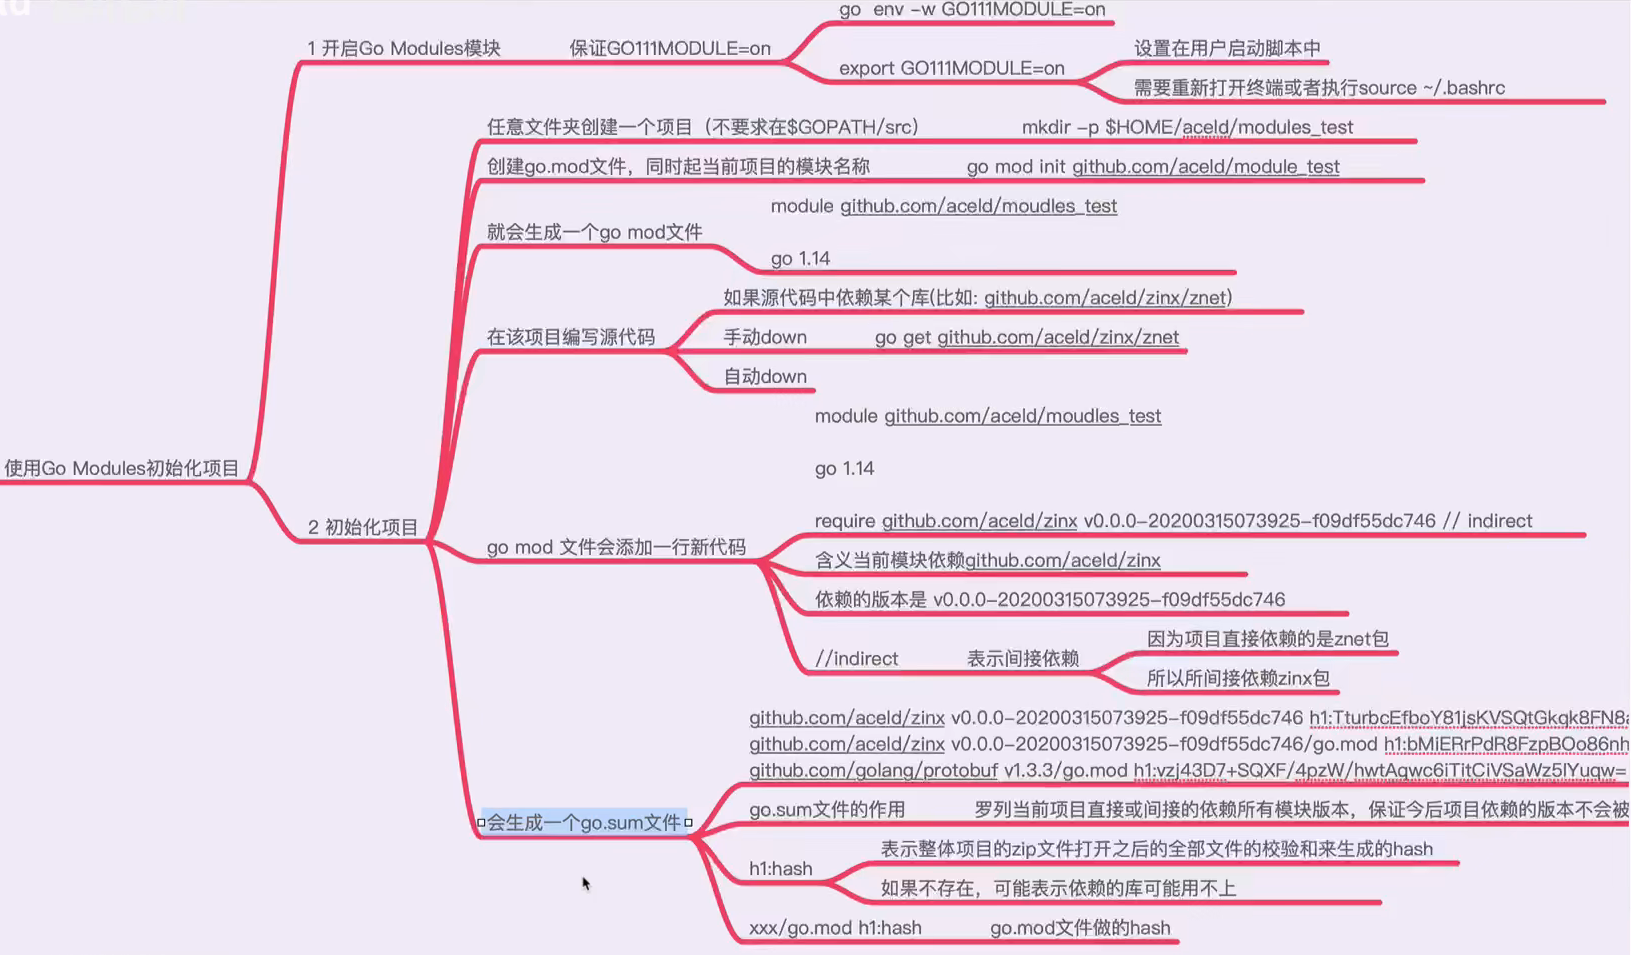 使用Go Modules初始化项目
1 开启Go Modules模块
保证GO111MODULE=on
go env -w GO111MODULE=on
export GO111MODULE=on
设置在用户启动脚本中
需要重新打开终端或者执行source ~/.bashrc
2 初始化项目
任意文件夹创建一个项目（不要求在$GOPATH/src）
mkdir -p $HOME/aceld/modules_test
创建go.mod文件，同时起当前项目的模块名称
go mod init github.com/aceld/module_test
就会生成一个go mod文件
module github.com/aceld/moudles_test
go 1.14
在该项目编写源代码
如果源代码中依赖某个库(比如: github.com/aceld/zinx/znet)
手动down
go get github.com/aceld/zinx/znet
自动down
go mod 文件会添加一行新代码
module github.com/aceld/moudles_test
go 1.14
require github.com/aceld/zinx v0.0.0-20200315073925-f09df55dc746 // indirect
含义当前模块依赖github.com/aceld/zinx
依赖的版本是 v0.0.0-20200315073925-f09df55dc746
//indirect
表示间接依赖
因为项目直接依赖的是znet包
所以所间接依赖zinx包
会生成一个go.sum文件
github.com/aceld/zinx v0.0.0-20200315073925-f09df55dc746 h1:TturbcEfboY81jsKVSQtGkqk8FN8
github.com/aceld/zinx v0.0.0-20200315073925-f09df55dc746/go.mod h1:bMiERrPdR8FzpBOo86nh
github.com/golang/protobuf v1.3.3/go.mod h1:vzj43D7+SQXF/4pzW/hwtAqwc6iTitCiVSaWz5lYuqw=
go.sum文件的作用
罗列当前项目直接或间接的依赖所有模块版本，保证今后项目依赖的版本不会被
h1:hash
表示整体项目的zip文件打开之后的全部文件的校验和来生成的hash
如果不存在，可能表示依赖的库可能用不上
xxx/go.mod h1:hash
go.mod文件做的hash